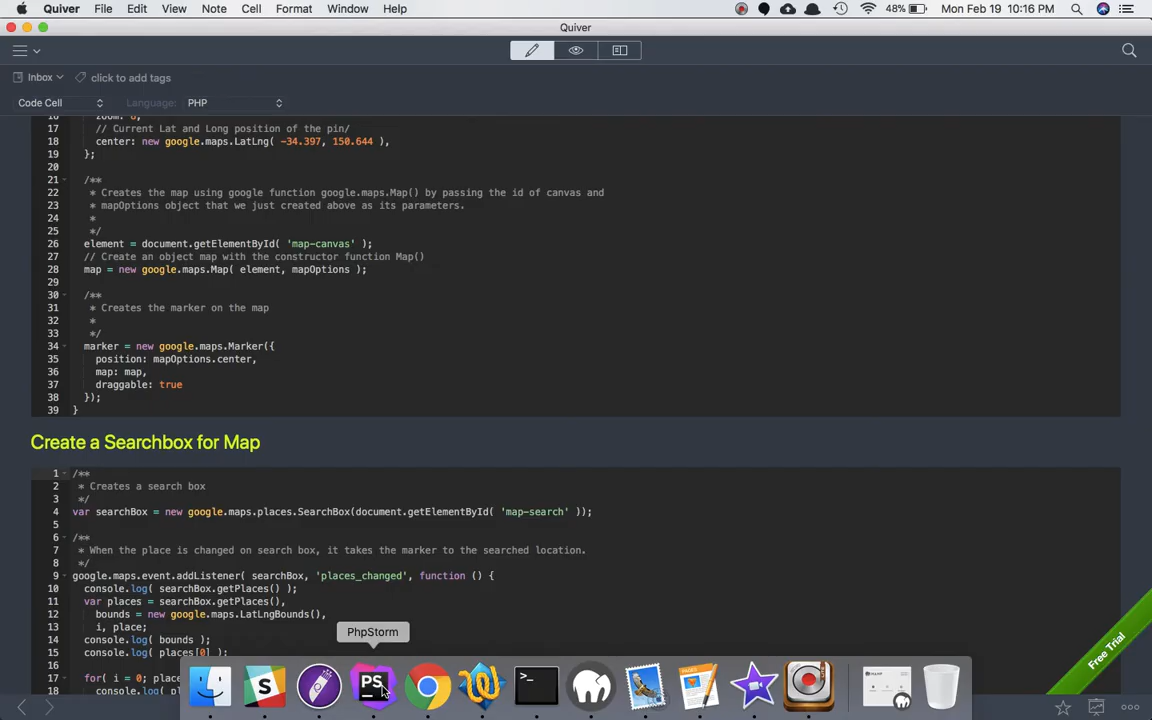 Quiver File Edit View Note Cell Format Window Help 48% Mon Feb 19 10:16 PM
Quiver
Inbox click to add tags
Code Cell Language: PHP
17 // Current Lat and Long position of the pin/
18 center: new google.maps.LatLng( -34.397, 150.644 ),
19 };
20
21 /**
22 * Creates the map using google function google.maps.Map() by passing the id of canvas and
23 * mapOptions object that we just created above as its parameters.
24 *
25 */
26 element = document.getElementById( 'map-canvas' );
27 // Create an object map with the constructor function Map()
28 map = new google.maps.Map( element, mapOptions );
29
30 /**
31 * Creates the marker on the map
32 *
33 */
34 marker = new google.maps.Marker({
35 position: mapOptions.center,
36 map: map,
37 draggable: true
38 });
39 }
Create a Searchbox for Map
1 /**
2 * Creates a search box
3 */
4 var searchBox = new google.maps.places.SearchBox(document.getElementById( 'map-search' ));
5
6 /**
7 * When the place is changed on search box, it takes the marker to the searched location.
8 */
9 google.maps.event.addListener( searchBox, 'places_changed', function () {
10 console.log( searchBox.getPlaces() );
11 var places = searchBox.getPlaces(),
12 bounds = new google.maps.LatLngBounds(),
13 i, place;
14 console.log( bounds );
15 console.log( places[0] );
16
17 for( i = 0;
18 console.log(
PhpStorm
S
PS
PAGES
Free Trial